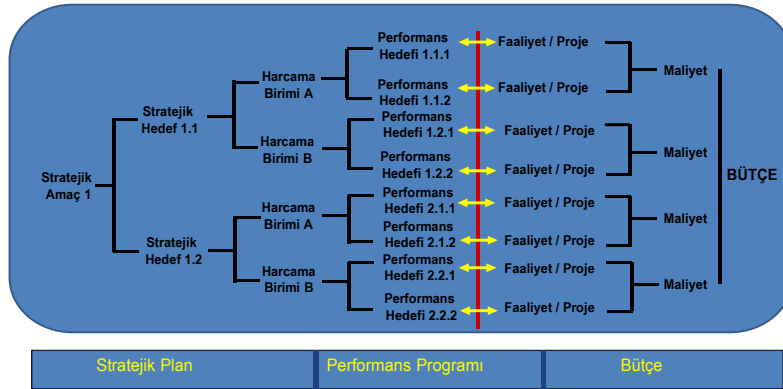 Stratejik
Amaç 1
Stratejik
Hedef 1.1
Stratejik
Hedef 1.2
Harcama
Birimi A
Harcama
Birimi B
Harcama
Birimi A
Harcama
Birimi B
Performans
Hedefi 1.1.1
Performans
Hedefi 1.1.2
Performans
Hedefi 1.2.1
Performans
Hedefi 1.2.2
Performans
Hedefi 2.1.1
Performans
Hedefi 2.1.2
Performans
Hedefi 2.2.1
Performans
Hedefi 2.2.2
Faaliyet / Proje
Faaliyet / Proje
Faaliyet / Proje
Faaliyet / Proje
Faaliyet / Proje
Faaliyet / Proje
Faaliyet / Proje
Faaliyet / Proje
Maliyet
Maliyet
Maliyet
Maliyet
BÜTÇE
Stratejik Plan
Performans Programı
Bütçe